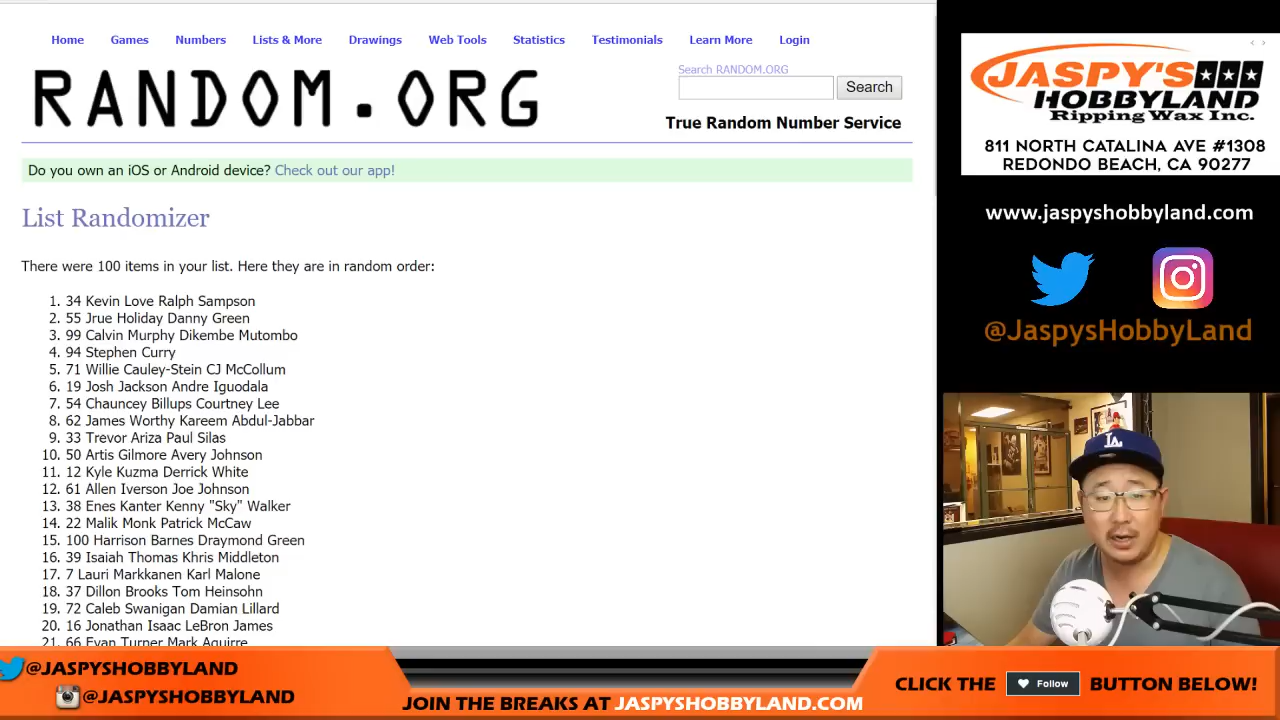 Home Games Numbers Lists & More Drawings Web Tools Statistics Testimonials Learn More Login
RANDOM.ORG
Search RANDOM.ORG
Search
True Random Number Service
Do you own an iOS or Android device? Check out our app!
List Randomizer
There were 100 items in your list. Here they are in random order:
1. 34 Kevin Love Ralph Sampson
2. 55 Jrue Holiday Danny Green
3. 99 Calvin Murphy Dikembe Mutombo
4. 94 Stephen Curry
5. 71 Willie Cauley-Stein CJ McCollum
6. 19 Josh Jackson Andre Iguodala
7. 54 Chauncey Billups Courtney Lee
8. 62 James Worthy Kareem Abdul-Jabbar
9. 33 Trevor Ariza Paul Silas
10. 50 Artis Gilmore Avery Johnson
11. 12 Kyle Kuzma Derrick White
12. 61 Allen Iverson Joe Johnson
13. 38 Enes Kanter Kenny "Sky" Walker
14. 22 Malik Monk Patrick McCaw
15. 100 Harrison Barnes Draymond Green
16. 39 Isaiah Thomas Khris Middleton
17. 7 Lauri Markkanen Karl Malone
18. 37 Dillon Brooks Tom Heinsohn
19. 72 Caleb Swanigan Damian Lillard
20. 16 Jonathan Isaac LeBron James
21. 66 Evan Turner Mark Aguirre
JASPY'S
HOBBYLAND
Ripping Wax Inc.
811 NORTH CATALINA AVE #1308
REDONDO BEACH, CA 90277
www.jaspyshobbyland.com
@JaspysHobbyLand
LA
@JASPYSHOBBYLAND
@JASPYSHOBBYLAND
JOIN THE BREAKS AT JASPYSHOBBYLAND.COM
CLICK THE Follow BUTTON BELOW!